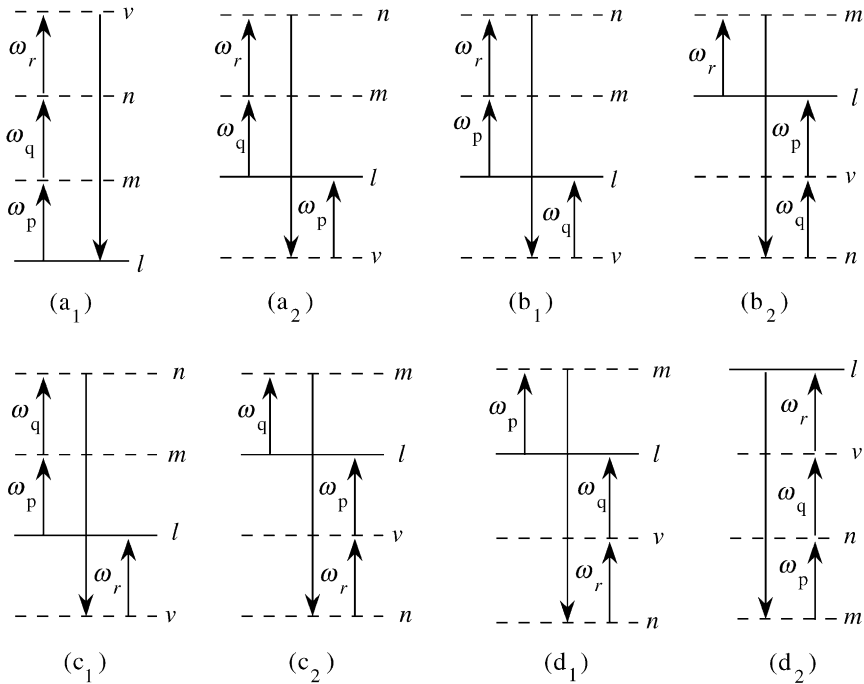 v n n m
ω_r ω_r ω_r ω_r
n m m l
ω_q ω_q ω_p ω_p
m l l v
ω_p ω_p ω_q ω_q
l v v n
(a_1) (a_2) (b_1) (b_2)
n m m l
ω_q ω_q ω_p ω_r
m l l v
ω_p ω_p ω_q ω_q
l v v n
ω_r ω_r ω_r ω_p
v n n m
(c_1) (c_2) (d_1) (d_2)